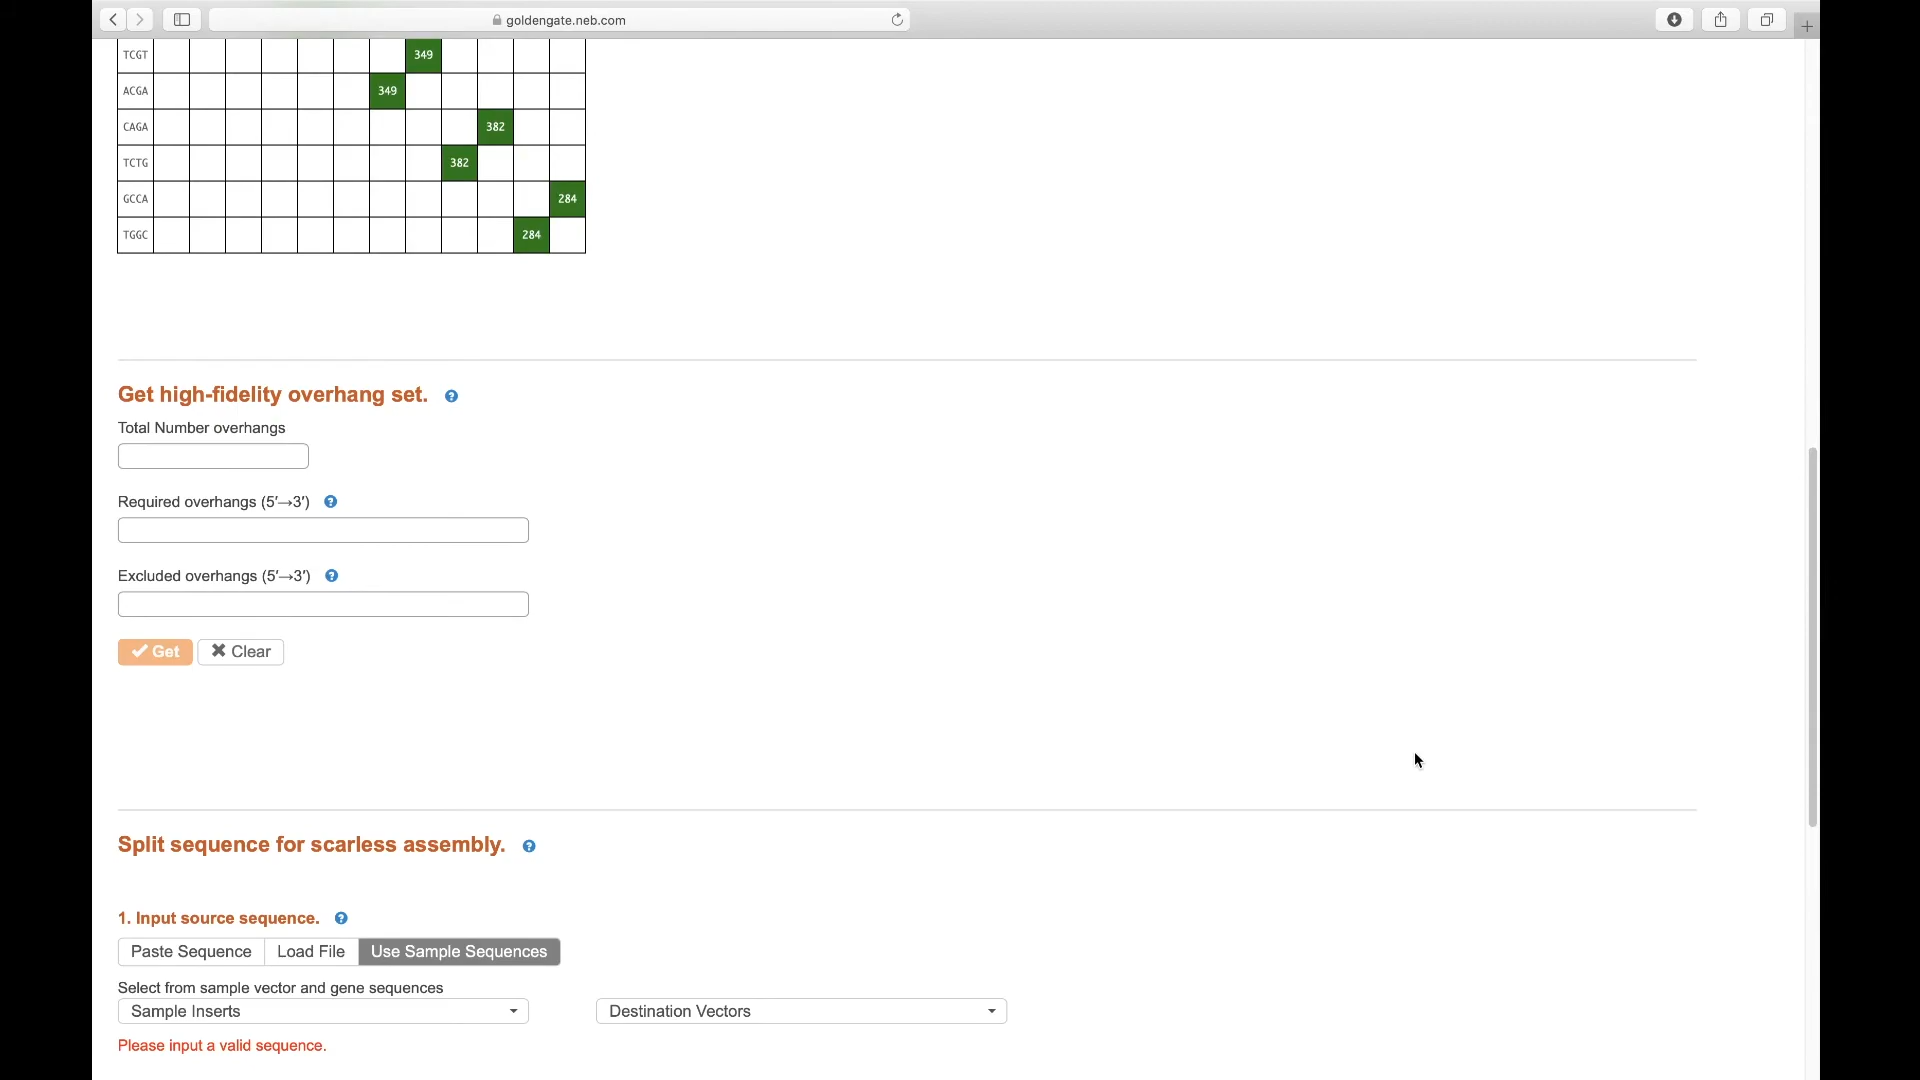 goldengate.neb.com
TCGT 349
ACGA 349
CAGA 382
TCTG 382
GCCA 284
TGGC 284
Get high-fidelity overhang set.
Total Number overhangs
Required overhangs (5'→3')
Excluded overhangs (5'→3')
Get Clear
Split sequence for scarless assembly.
1. Input source sequence.
Paste Sequence Load File Use Sample Sequences
Select from sample vector and gene sequences
Sample Inserts Destination Vectors
Please input a valid sequence.